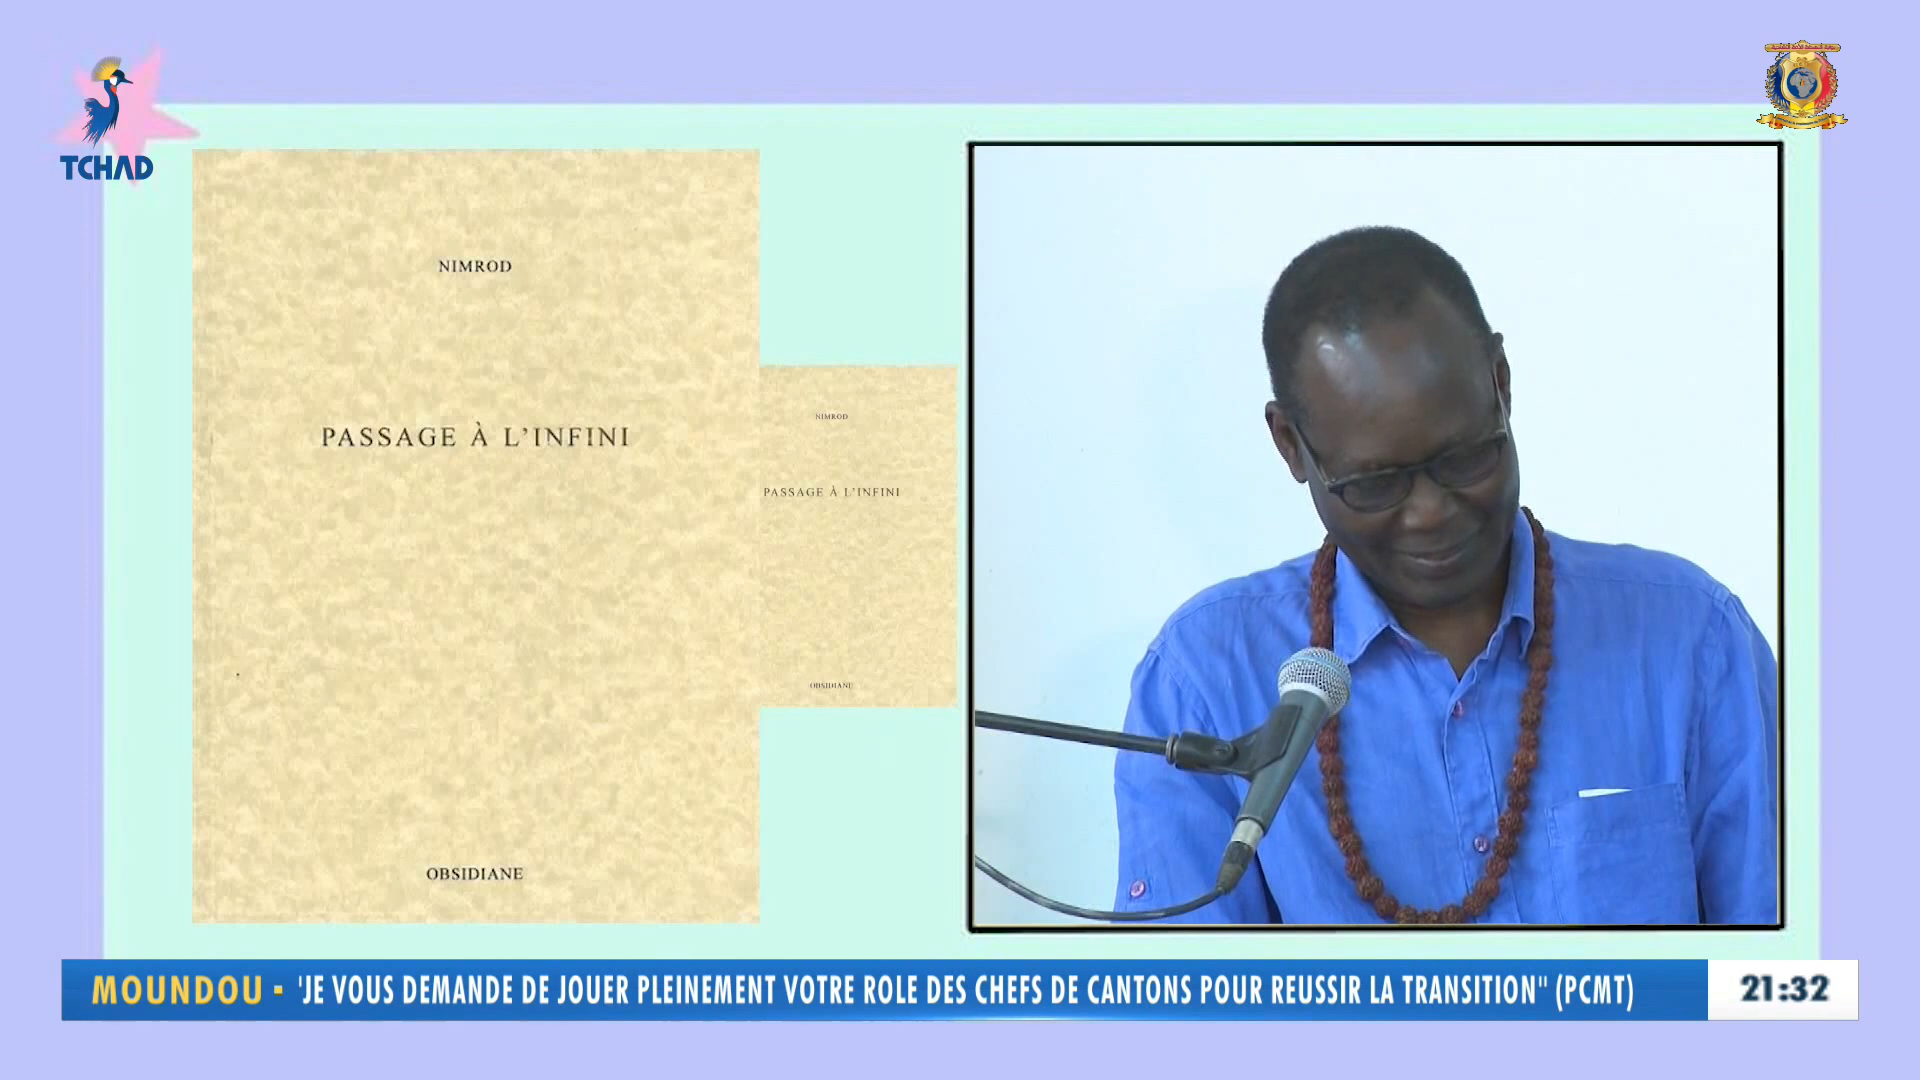 TCHAD
NIMROD
PASSAGE À L'INFINI
OBSIDIANE
NIMROD
PASSAGE À L'INFINI
OBSIDIANE
MOUNDOU - 'JE VOUS DEMANDE DE JOUER PLEINEMENT VOTRE ROLE DES CHEFS DE CANTONS POUR REUSSIR LA TRANSITION" (PCMT)
21:32